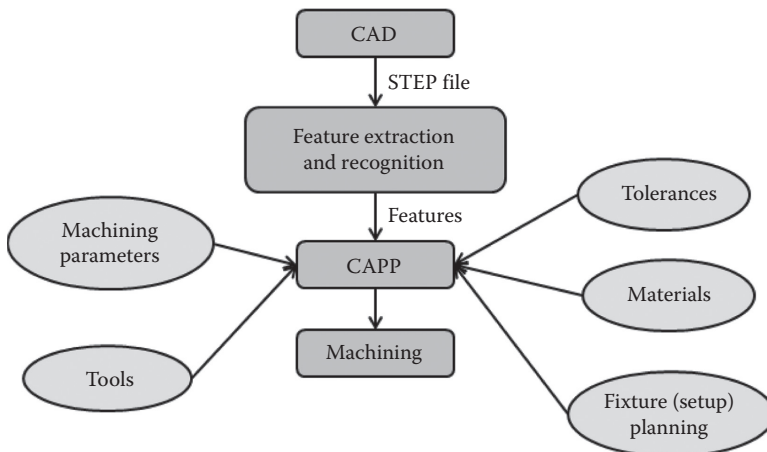 CAD
STEP file
Feature extraction
and recognition
Features
Tolerances
Machining
parameters
CAPP
Materials
Machining
Tools
Fixture (setup)
planning